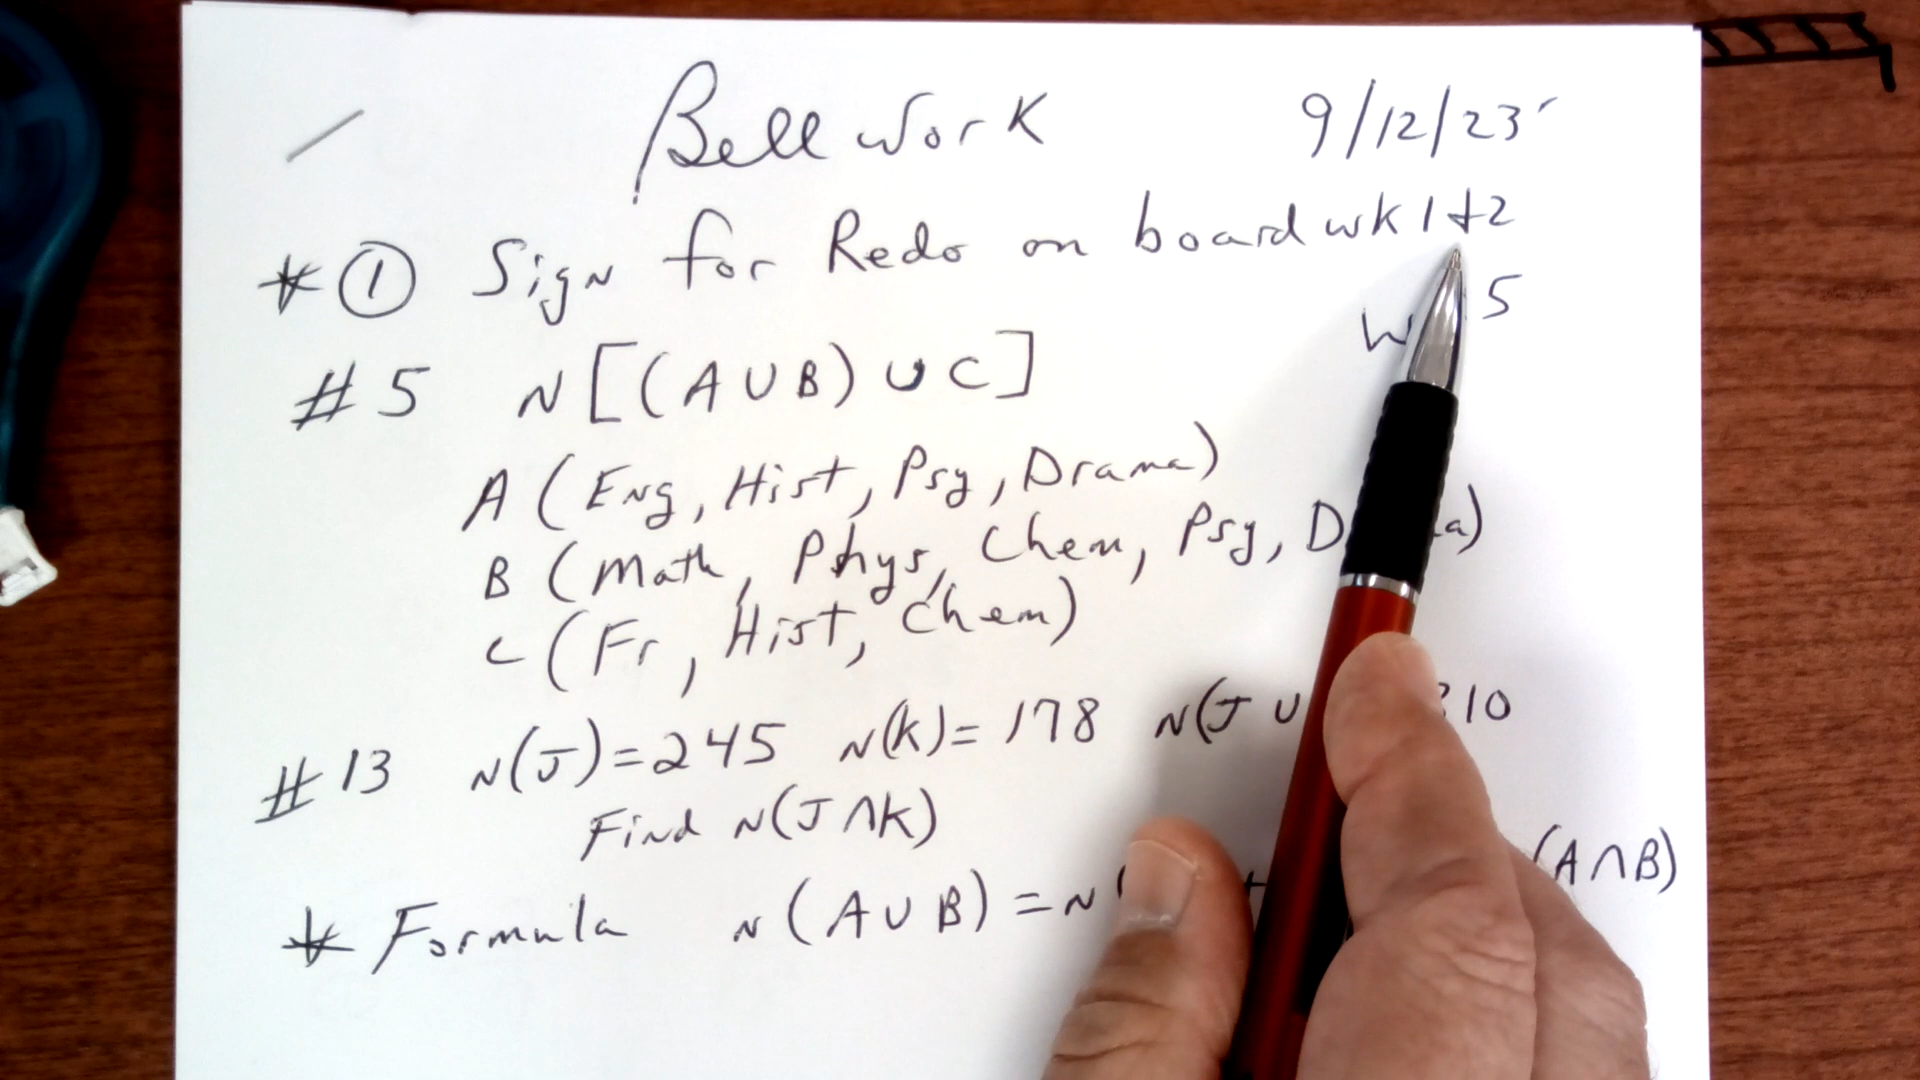 Bell Work 9/12/23
* ① Sign for Redo on board wk 1+2
5
#5 N[(A∪B)∪C]
A (Eng, Hist, Psy, Drama)
B (Math, Phys, Chem, Psy,
C (Fr, Hist, Chem)
#13 N(J)=245 N(K)=178 N(J ∪ 310
Find N(J∩K)
* Formula N(A∪B)=N( + (A∩B)